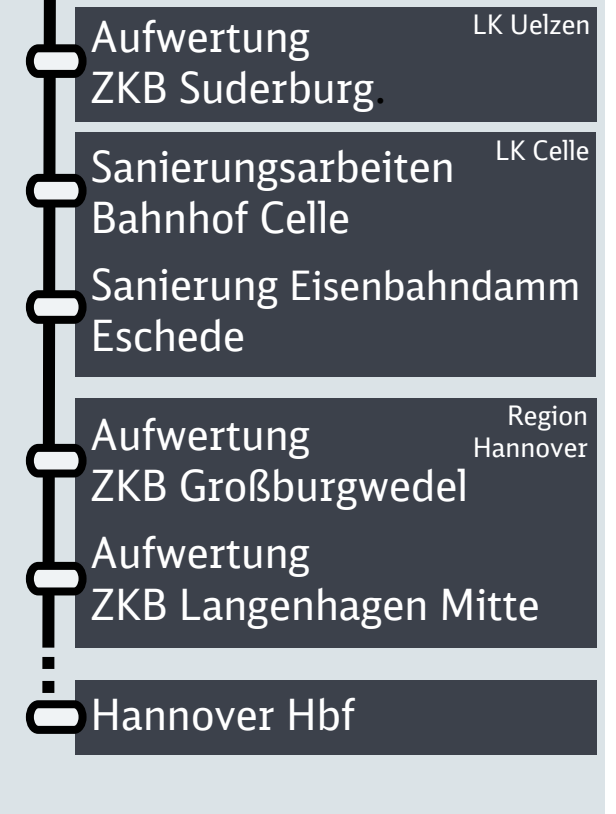 LK Uelzen
Aufwertung
ZKB Suderburg.
LK Celle
Sanierungsarbeiten
Bahnhof Celle
Sanierung Eisenbahndamm
Eschede
Region
Hannover
Aufwertung
ZKB Großburgwedel
Aufwertung
ZKB Langenhagen Mitte
Hannover Hbf